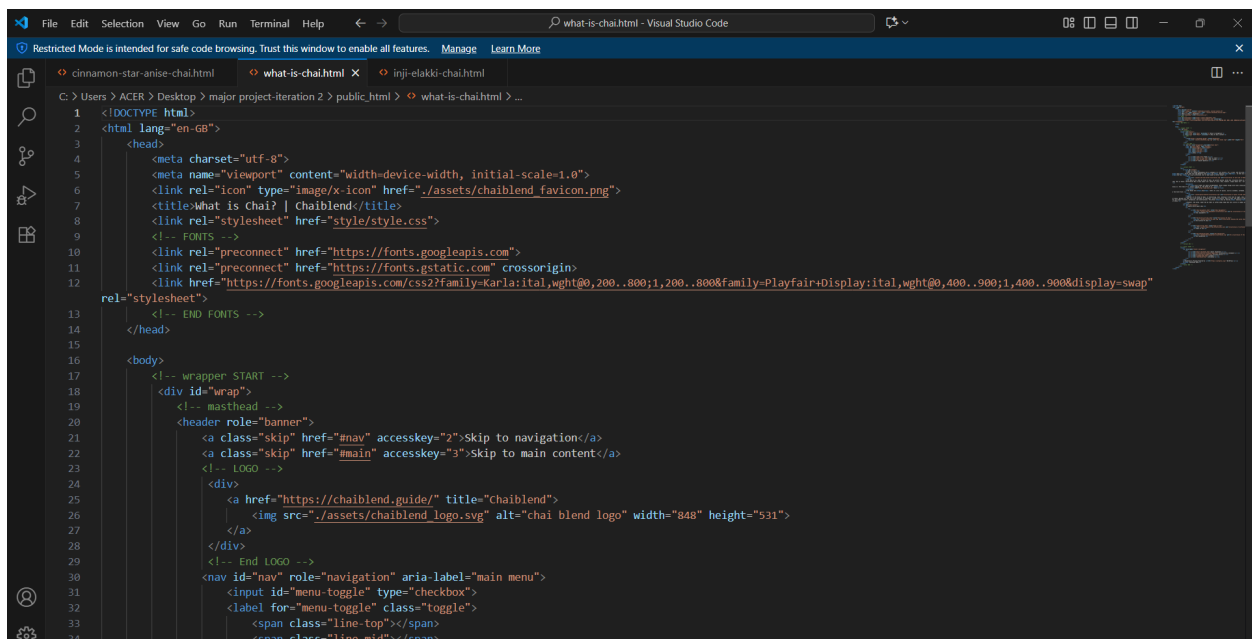 File Edit Selection View Go Run Terminal Help what-is-chai.html - Visual Studio Code
Restricted Mode is intended for safe code browsing. Trust this window to enable all features. Manage Learn More
cinnamon-star-anise-chai.html what-is-chai.html inji-elakki-chai.html
C: > Users > ACER > Desktop > major project-iteration 2 > public_html > what-is-chai.html > ...
1 <!DOCTYPE html>
2 <html lang="en-GB">
3 <head>
4 <meta charset="utf-8">
5 <meta name="viewport" content="width=device-width, initial-scale=1.0">
6 <link rel="icon" type="image/x-icon" href="./assets/chaiblend_favicon.png">
7 <title>What is Chai? | Chaiblend</title>
8 <link rel="stylesheet" href="style/style.css">
9 <!-- FONTS -->
10 <link rel="preconnect" href="https://fonts.googleapis.com">
11 <link rel="preconnect" href="https://fonts.gstatic.com" crossorigin>
12 <link href="https://fonts.googleapis.com/css2?family=Karla:ital,wght@0,200..800;1,200..800&family=Playfair+Display:ital,wght@0,400..900;1,400..900&display=swap"
rel="stylesheet">
13 <!-- END FONTS -->
14 </head>
15
16 <body>
17 <!-- wrapper START -->
18 <div id="wrap">
19 <!-- masthead -->
20 <header role="banner">
21 <a class="skip" href="#nav" accesskey="2">Skip to navigation</a>
22 <a class="skip" href="#main" accesskey="3">Skip to main content</a>
23 <!-- LOGO -->
24 <div>
25 <a href="https://chaiblend.guide/" title="Chaiblend">
26 <img src="./assets/chaiblend_logo.svg" alt="chai blend logo" width="848" height="531">
27 </a>
28 </div>
29 <!-- End LOGO -->
30 <nav id="nav" role="navigation" aria-label="main menu">
31 <input id="menu-toggle" type="checkbox">
32 <label for="menu-toggle" class="toggle">
33 <span class="line-top"></span>
34 <span class="line-mid"></span>